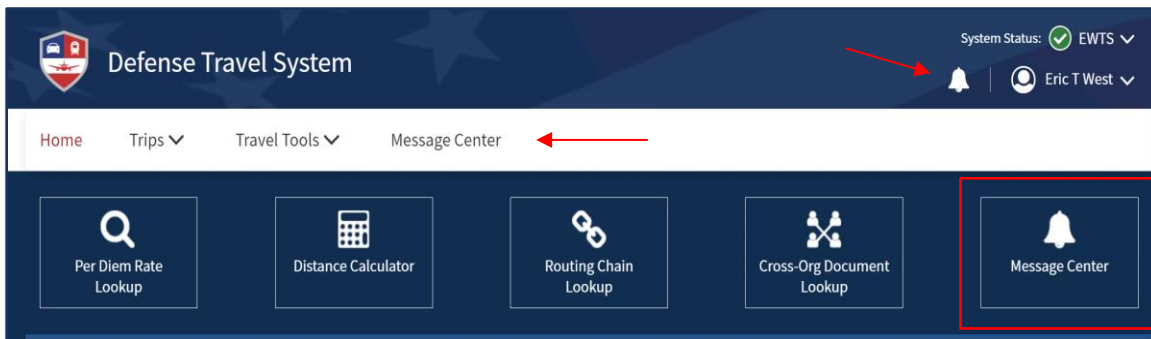 System Status: EWTS
Defense Travel System
Eric T West
Home Trips Travel Tools Message Center
Per Diem Rate
Lookup
Distance Calculator
Routing Chain
Lookup
Cross-Org Document
Lookup
Message Center